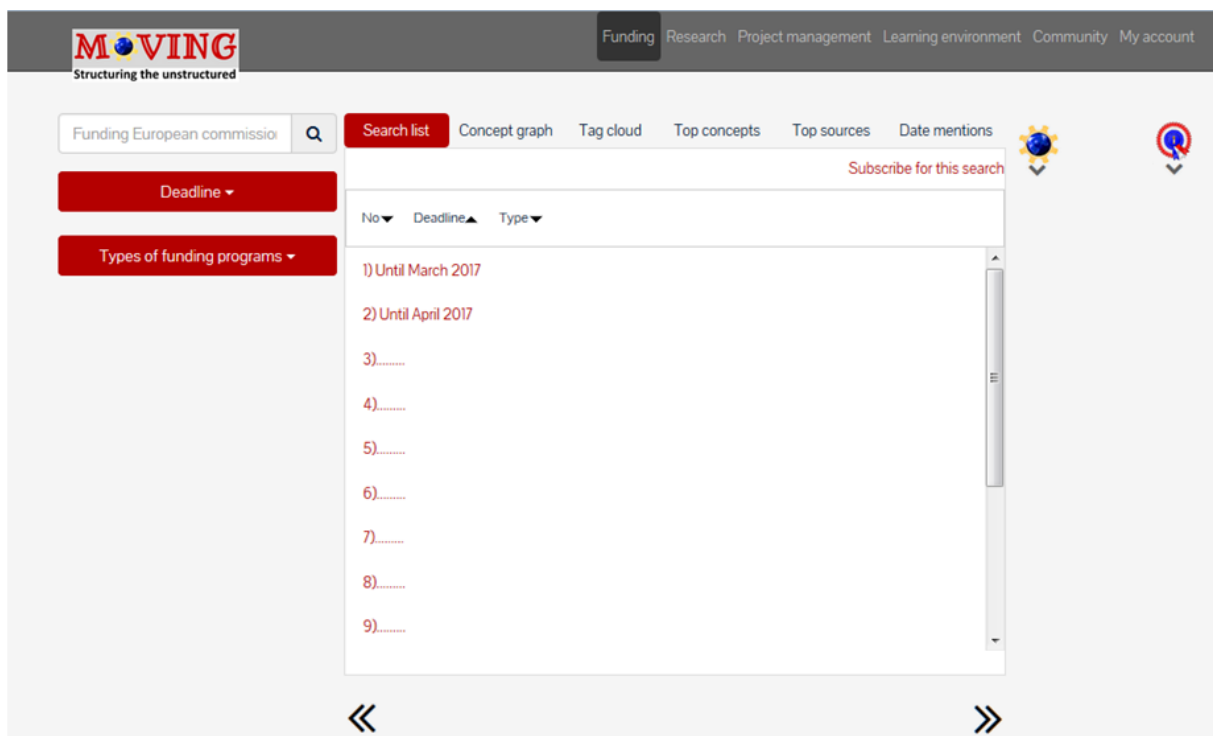 MOVING
Structuring the unstructured
Funding Research Project management Learning environment Community My account
Funding European commissio
Search list Concept graph Tag cloud Top concepts Top sources Date mentions
Subscribe for this search
Deadline
Types of funding programs
No Deadline Type
1) Until March 2017
2) Until April 2017
3).........
4).........
5).........
6).........
7).........
8).........
9).........